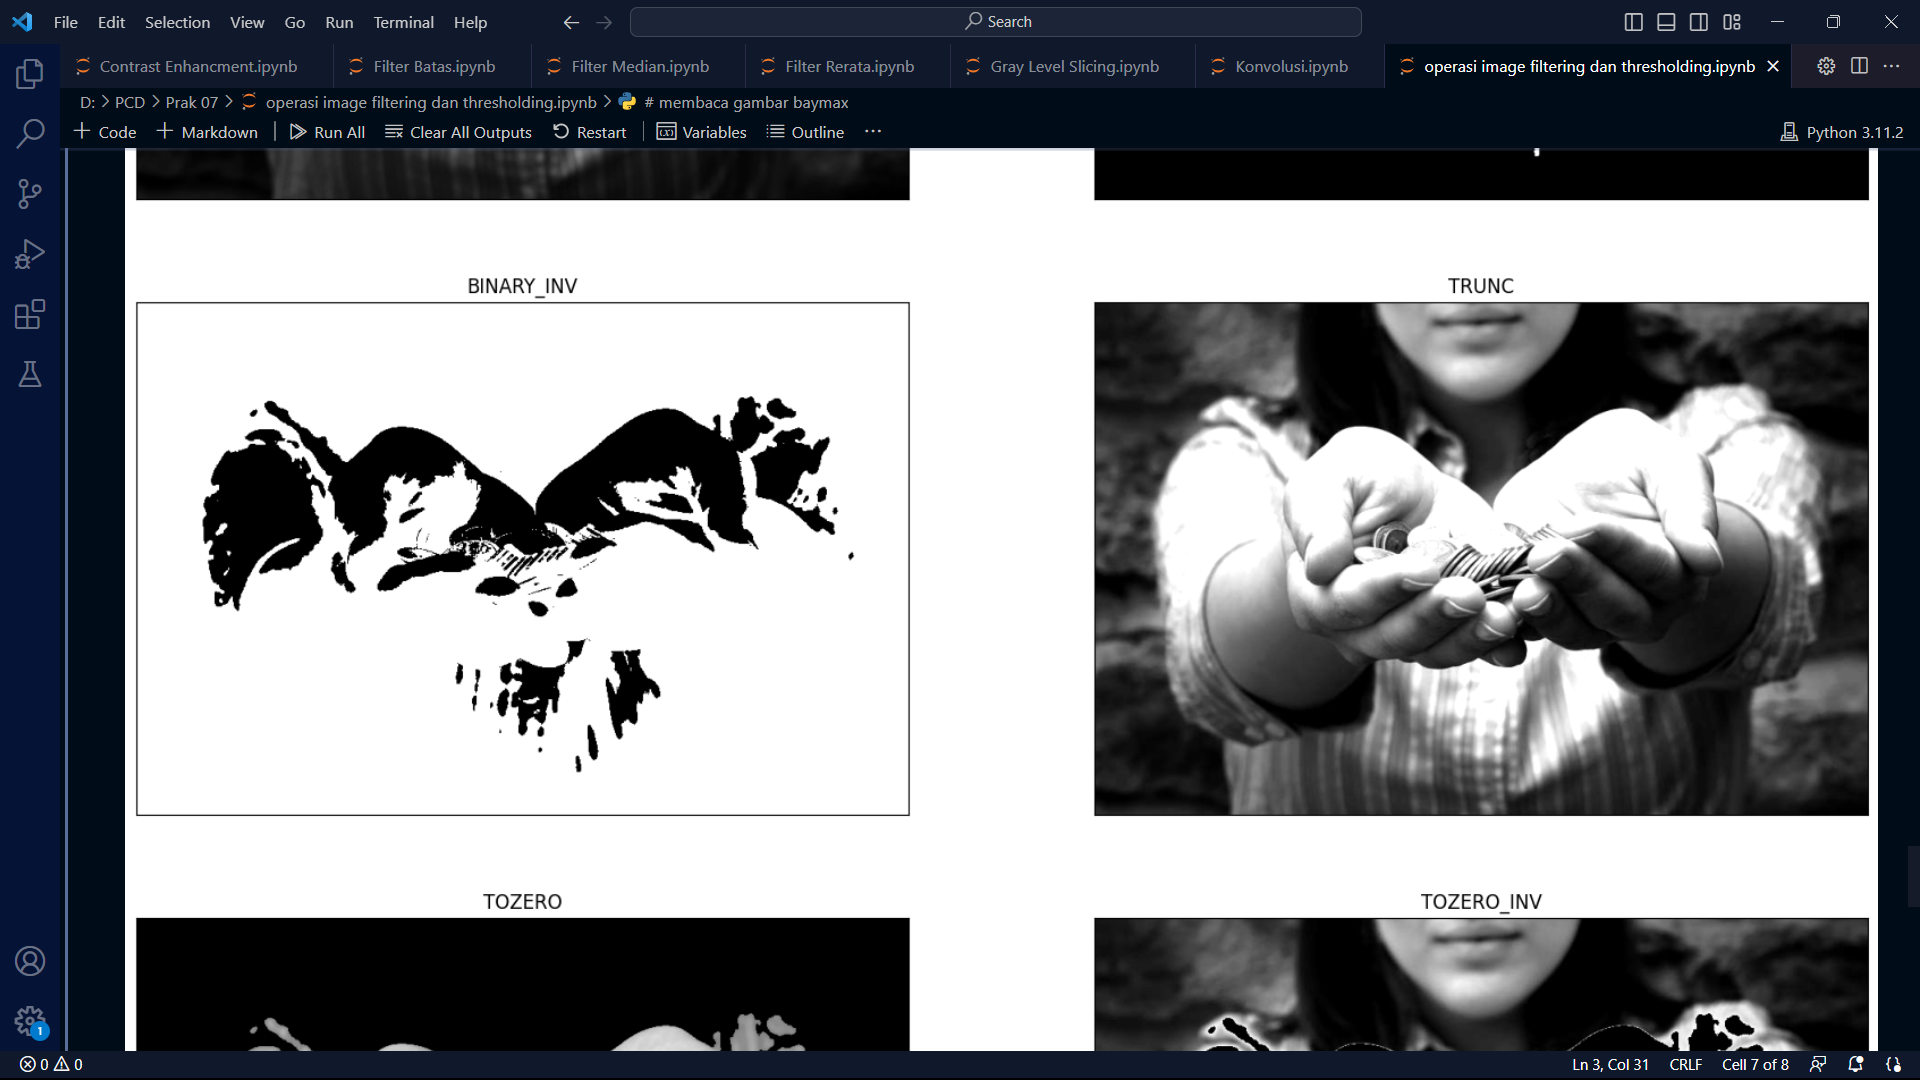 File Edit Selection View Go Run Terminal Help Search
Contrast Enhancment.ipynb Filter Batas.ipynb Filter Median.ipynb Filter Rerata.ipynb Gray Level Slicing.ipynb Konvolusi.ipynb operasi image filtering dan thresholding.ipynb
D: > PCD > Prak 07 > operasi image filtering dan thresholding.ipynb > # membaca gambar baymax
+ Code + Markdown | Run All Clear All Outputs Restart | Variables Outline ... Python 3.11.2
BINARY_INV TRUNC
TOZERO TOZERO_INV
1
0 0 Ln 3, Col 31 CRLF Cell 7 of 8